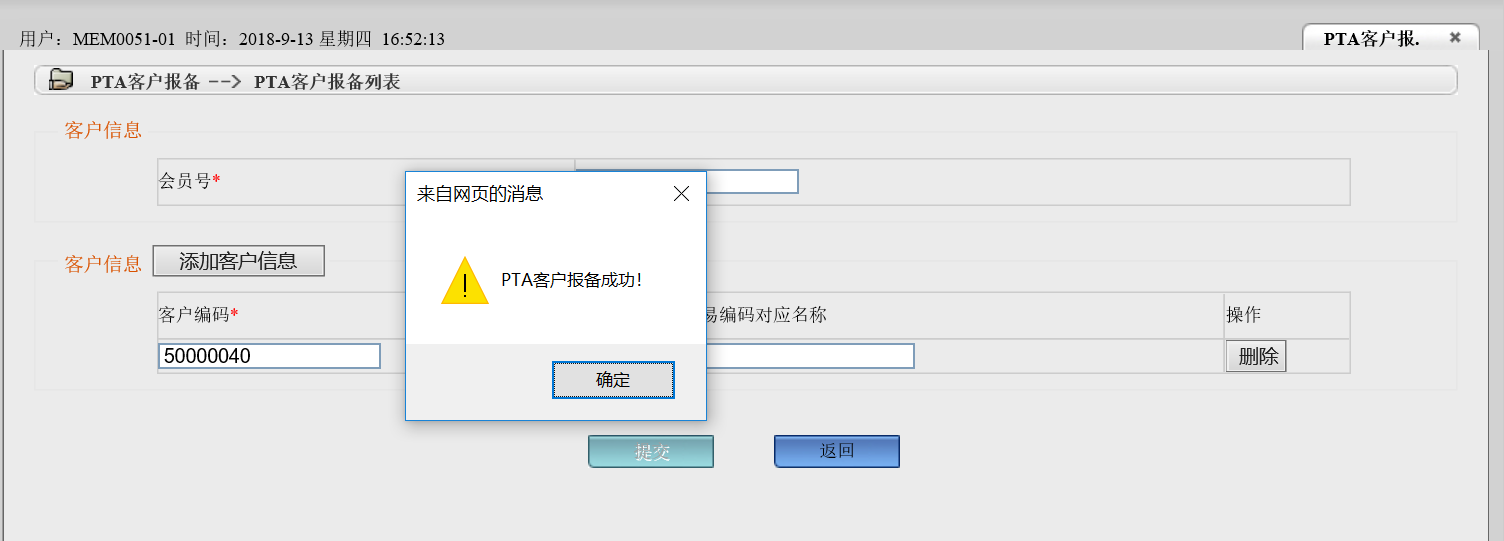 用户：MEM0051-01 时间：2018-9-13 星期四 16:52:13
PTA客户报.
PTA客户报备 --> PTA客户报备列表
客户信息
会员号*
来自网页的消息
PTA客户报备成功！
确定
客户信息 添加客户信息
客户编码* 易编码对应名称 操作
50000040 删除
提交 返回